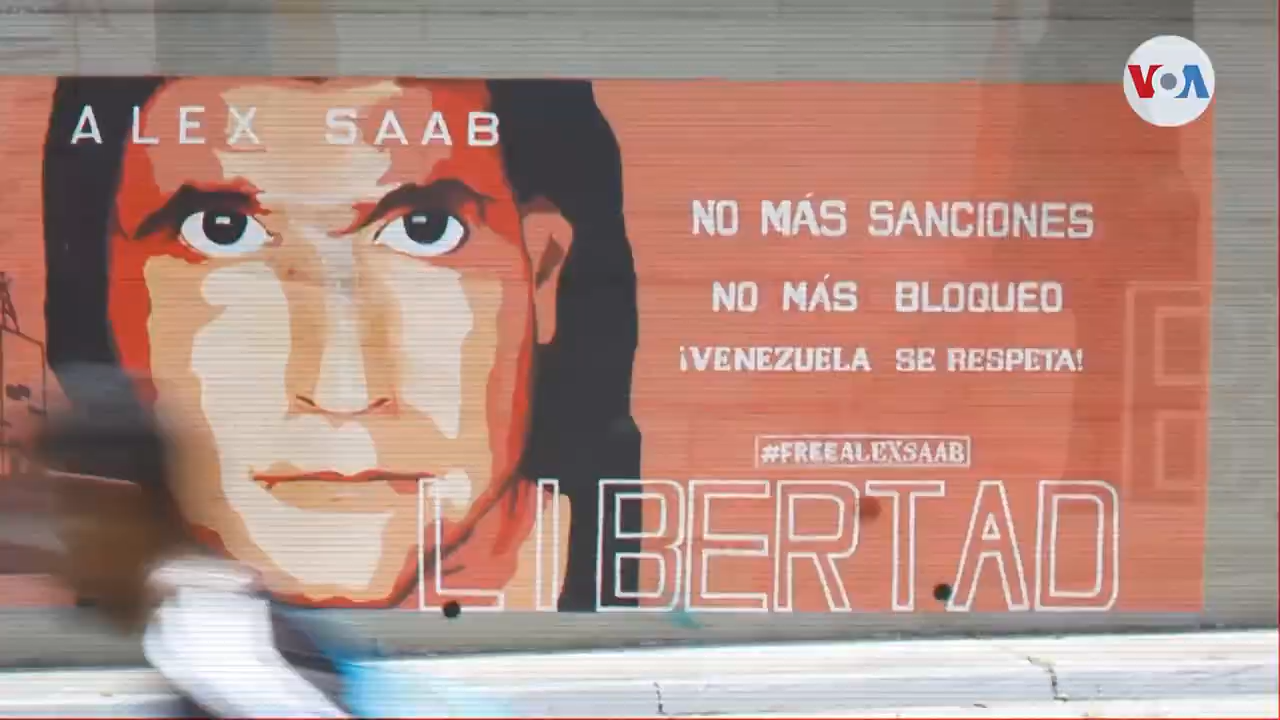 VOA
ALEX SAAB
NO MÁS SANCIONES
NO MÁS BLOQUEO
¡VENEZUELA SE RESPETA!
#FREEALEXSAAB
LIBERTAD